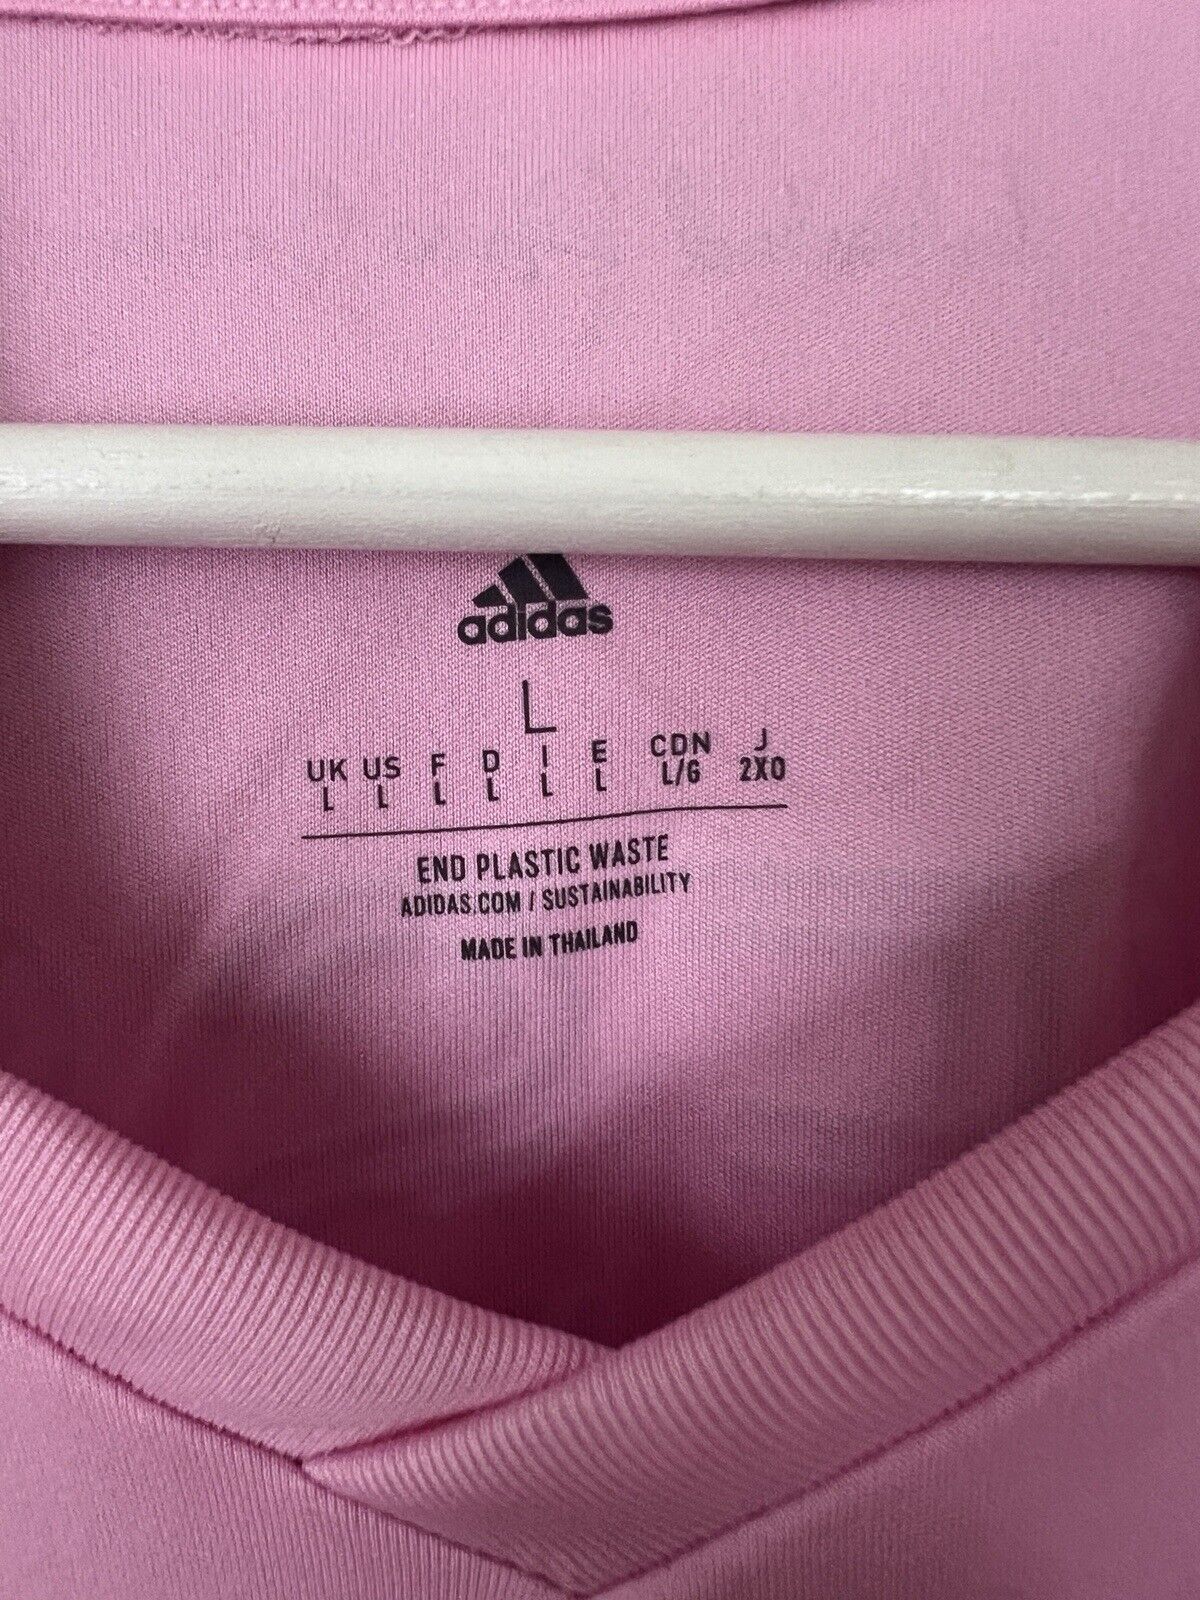 adidas
L
UK US F D I E CDN J
L L L L L L L/G 2XO
END PLASTIC WASTE
ADIDAS.COM / SUSTAINABILITY
MADE IN THAILAND